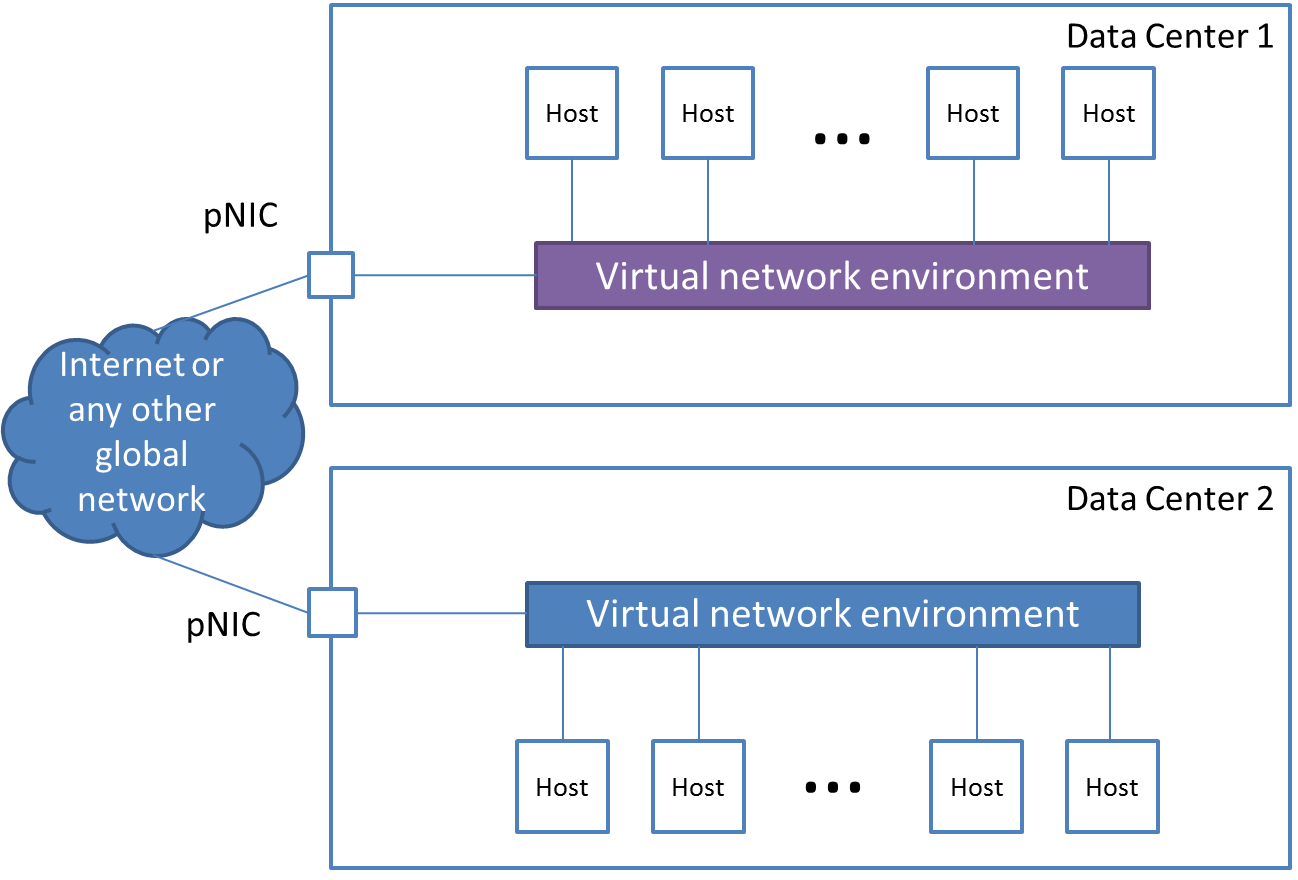 Data Center 1
Host
Host
...
Host
Host
pNIC
Virtual network environment
Internet or
any other
global
network
Data Center 2
pNIC
Virtual network environment
Host
Host
...
Host
Host